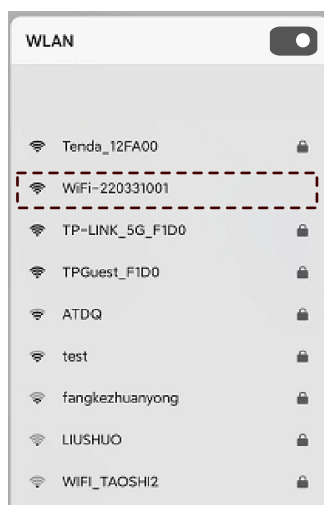 WLAN
Tenda_12FA00
WiFi-220331001
TP-LINK_5G_F1D0
TPGuest_F1D0
ATDQ
test
fangkezhuanyong
LIUSHUO
WIFI_TAOSHI2